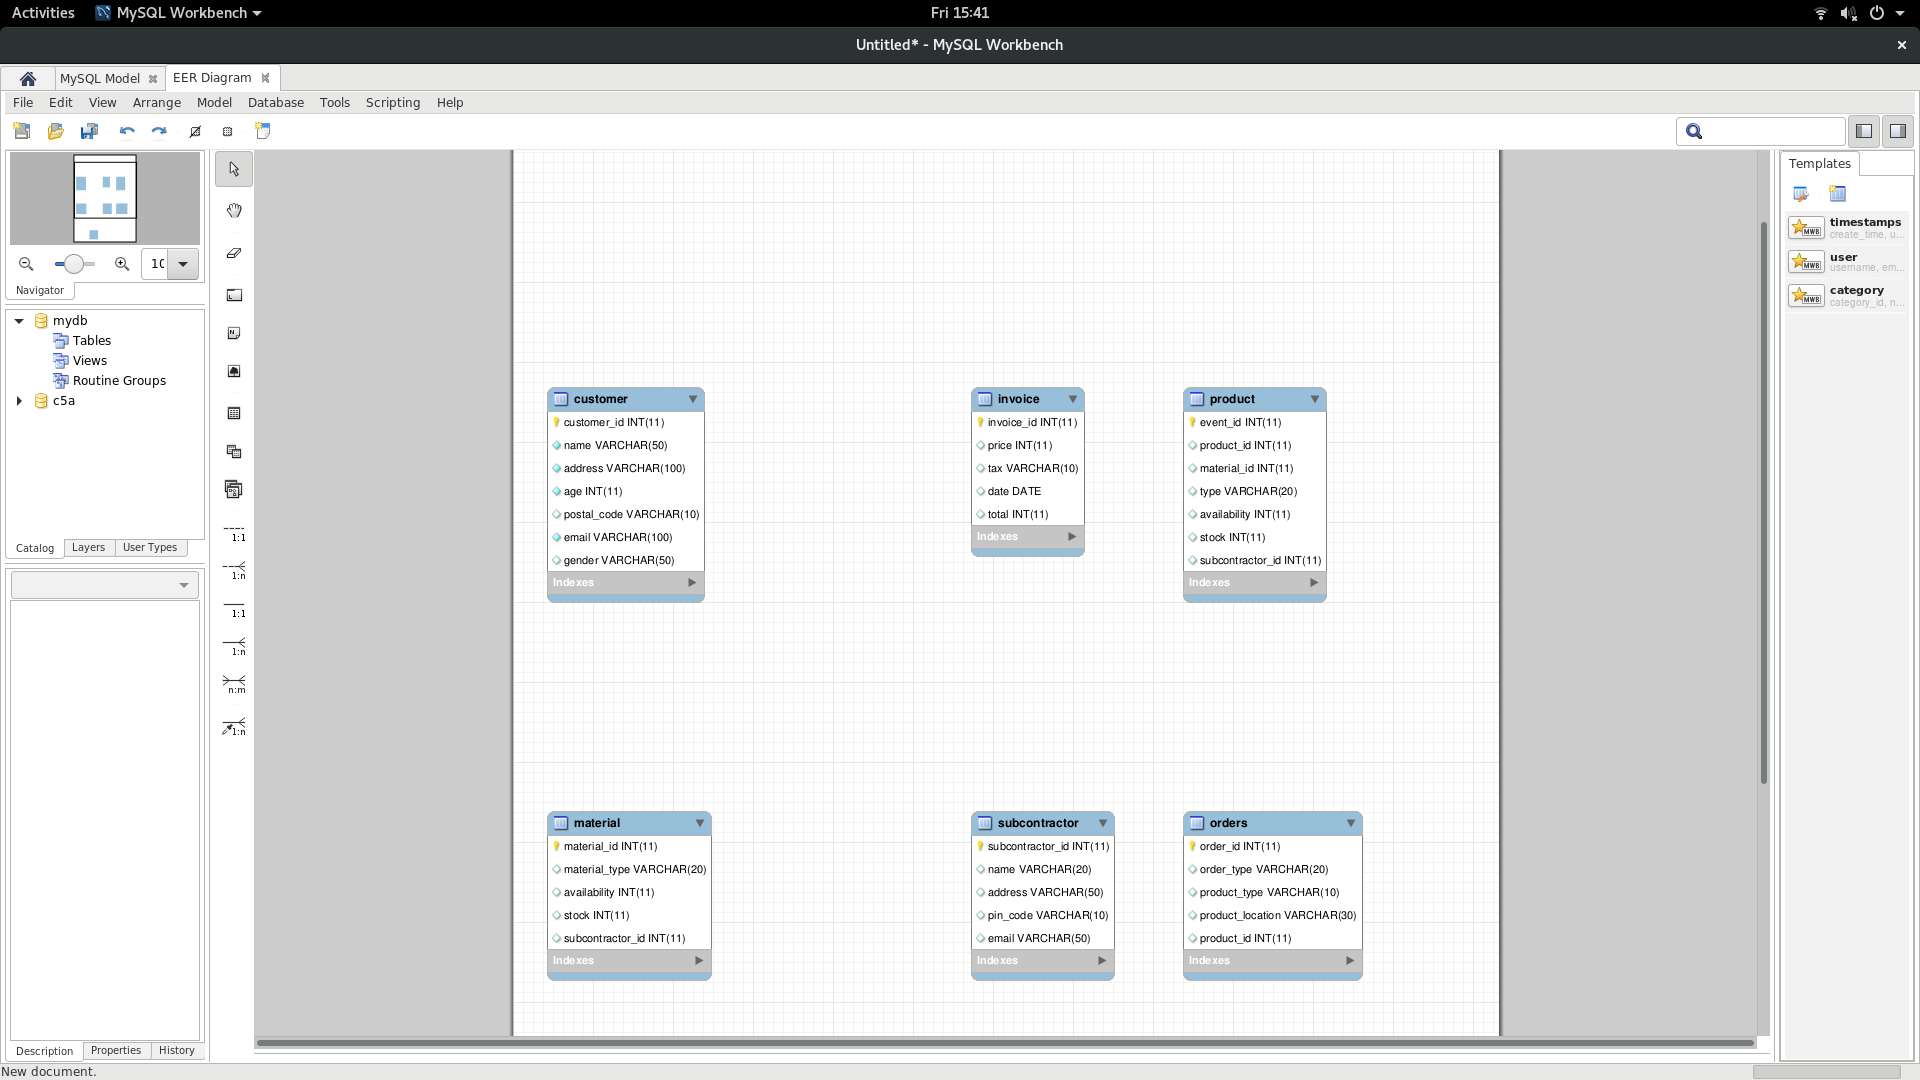 Activities
MySQL Workbench
Fri 15:41
Untitled* - MySQL Workbench
MySQL Model
EER Diagram
File Edit View Arrange Model Database Tools Scripting Help
Navigator
mydb
Tables
Views
Routine Groups
c5a
Catalog Layers User Types
Description Properties History
New document.
1:1
1:n
1:1
1:n
n:m
1:n
customer
customer_id INT(11)
name VARCHAR(50)
address VARCHAR(100)
age INT(11)
postal_code VARCHAR(10)
email VARCHAR(100)
gender VARCHAR(50)
Indexes
invoice
invoice_id INT(11)
price INT(11)
tax VARCHAR(10)
date DATE
total INT(11)
Indexes
product
event_id INT(11)
product_id INT(11)
material_id INT(11)
type VARCHAR(20)
availability INT(11)
stock INT(11)
subcontractor_id INT(11)
Indexes
material
material_id INT(11)
material_type VARCHAR(20)
availability INT(11)
stock INT(11)
subcontractor_id INT(11)
Indexes
subcontractor
subcontractor_id INT(11)
name VARCHAR(20)
address VARCHAR(50)
pin_code VARCHAR(10)
email VARCHAR(50)
Indexes
orders
order_id INT(11)
order_type VARCHAR(20)
product_type VARCHAR(10)
product_location VARCHAR(30)
product_id INT(11)
Indexes
Templates
MWB
timestamps
create_time, u...
MWB
user
username, em...
MWB
category
category_id, n...